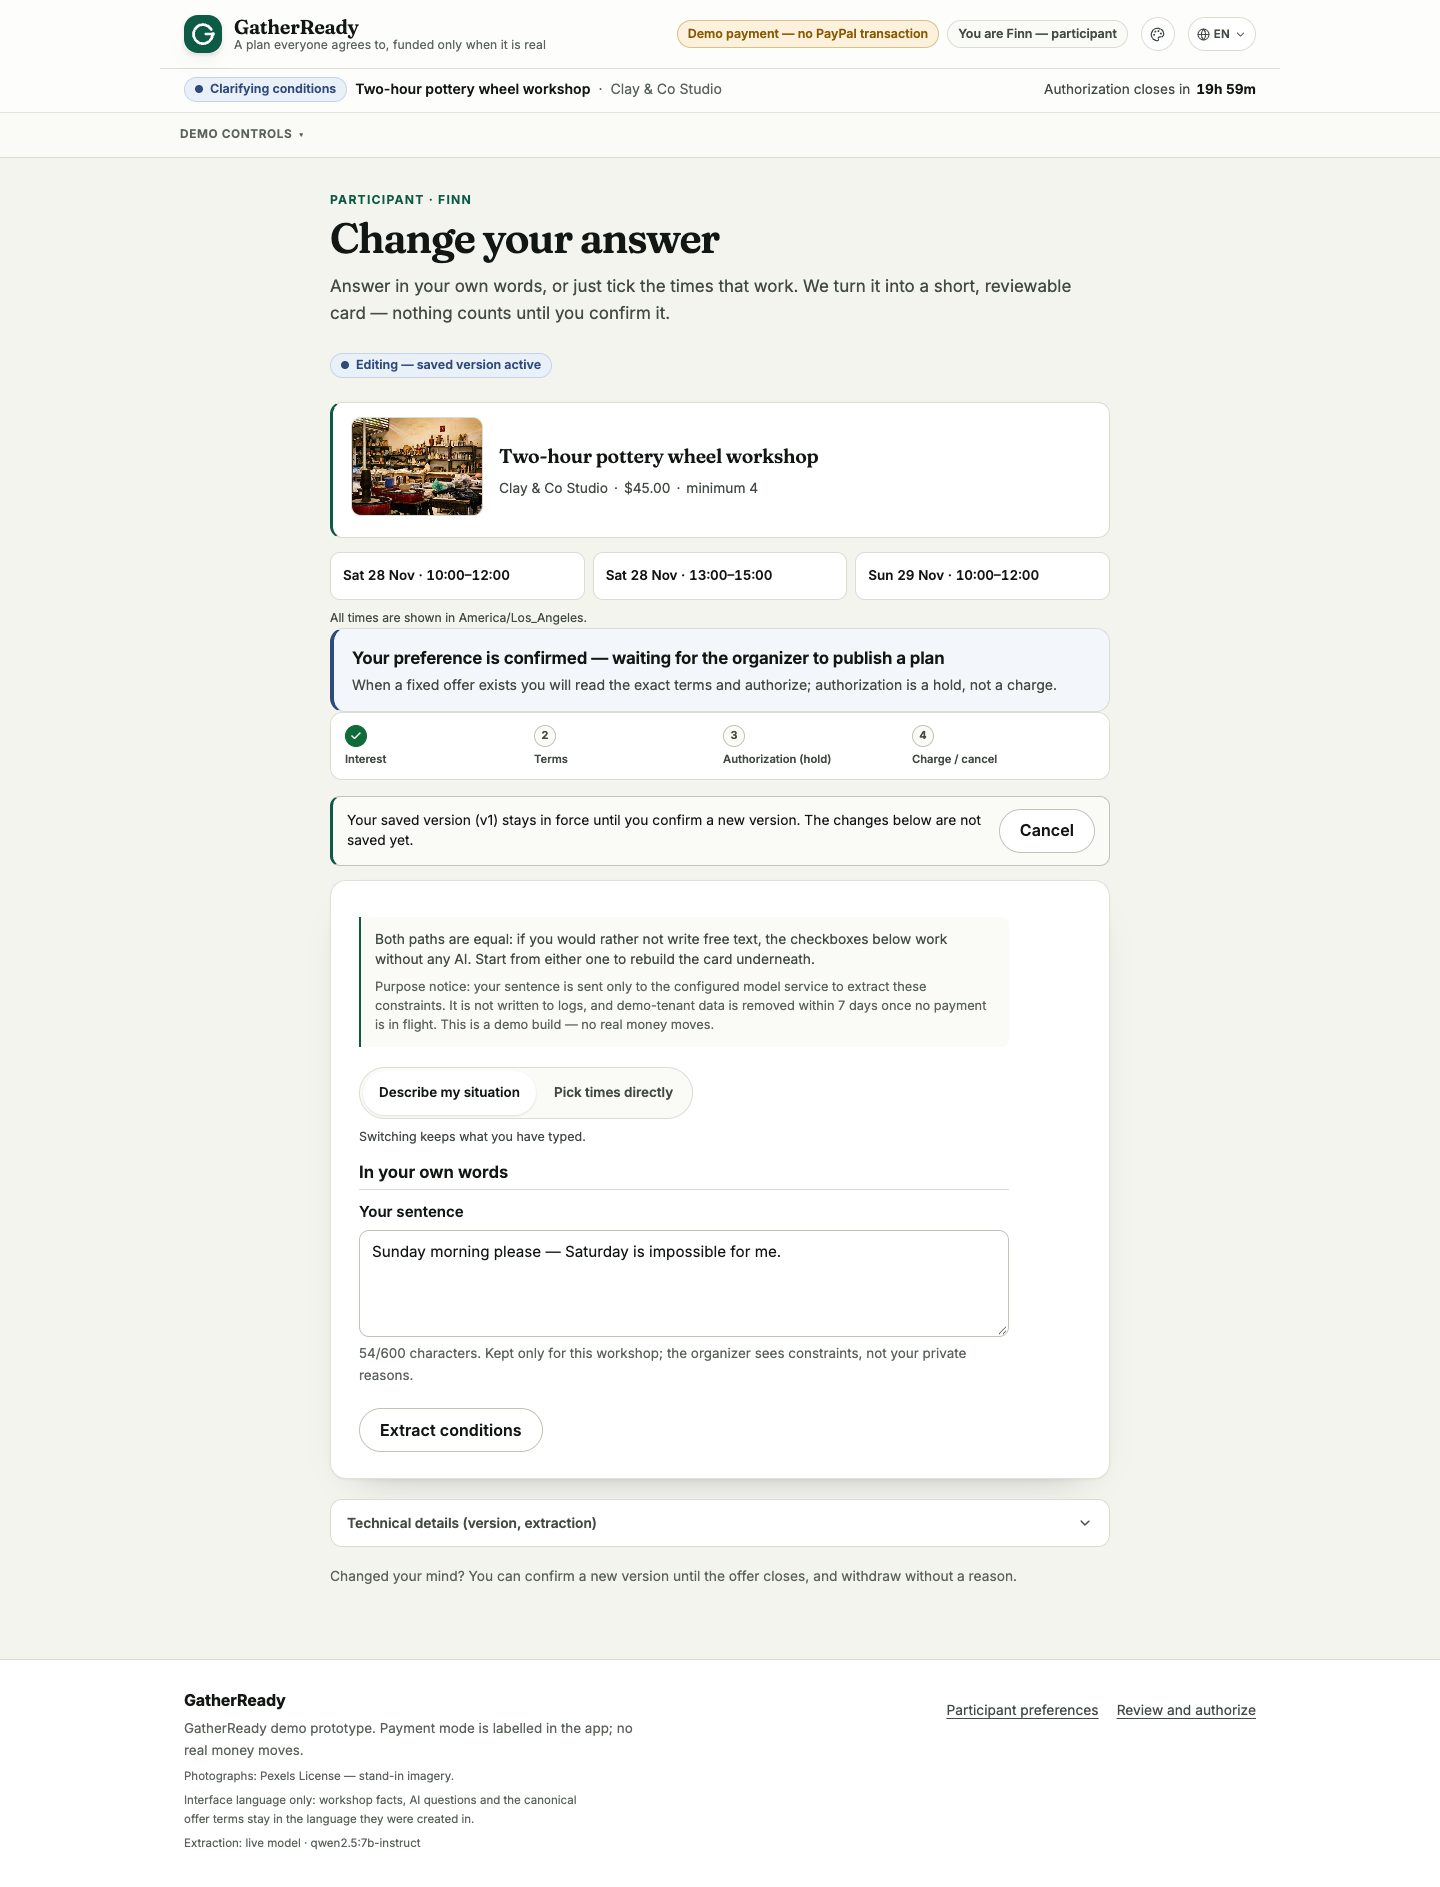 GatherReady
A plan everyone agrees to, funded only when it is real
Demo payment — no PayPal transaction
You are Finn — participant
EN
Clarifying conditions
Two-hour pottery wheel workshop · Clay & Co Studio
Authorization closes in 19h 59m
DEMO CONTROLS
PARTICIPANT · FINN
Change your answer
Answer in your own words, or just tick the times that work. We turn it into a short, reviewable
card — nothing counts until you confirm it.
Editing — saved version active
Two-hour pottery wheel workshop
Clay & Co Studio · $45.00 · minimum 4
Sat 28 Nov · 10:00–12:00
Sat 28 Nov · 13:00–15:00
Sun 29 Nov · 10:00–12:00
All times are shown in America/Los_Angeles.
Your preference is confirmed — waiting for the organizer to publish a plan
When a fixed offer exists you will read the exact terms and authorize; authorization is a hold, not a charge.
Interest
2
Terms
3
Authorization (hold)
4
Charge / cancel
Your saved version (v1) stays in force until you confirm a new version. The changes below are not
saved yet.
Cancel
Both paths are equal: if you would rather not write free text, the checkboxes below work
without any AI. Start from either one to rebuild the card underneath.
Purpose notice: your sentence is sent only to the configured model service to extract these
constraints. It is not written to logs, and demo-tenant data is removed within 7 days once no payment
is in flight. This is a demo build — no real money moves.
Describe my situation
Pick times directly
Switching keeps what you have typed.
In your own words
Your sentence
Sunday morning please — Saturday is impossible for me.
54/600 characters. Kept only for this workshop; the organizer sees constraints, not your private
reasons.
Extract conditions
Technical details (version, extraction)
Changed your mind? You can confirm a new version until the offer closes, and withdraw without a reason.
GatherReady
GatherReady demo prototype. Payment mode is labelled in the app; no
real money moves.
Photographs: Pexels License — stand-in imagery.
Interface language only: workshop facts, AI questions and the canonical
offer terms stay in the language they were created in.
Extraction: live model · qwen2.5:7b-instruct
Participant preferences
Review and authorize